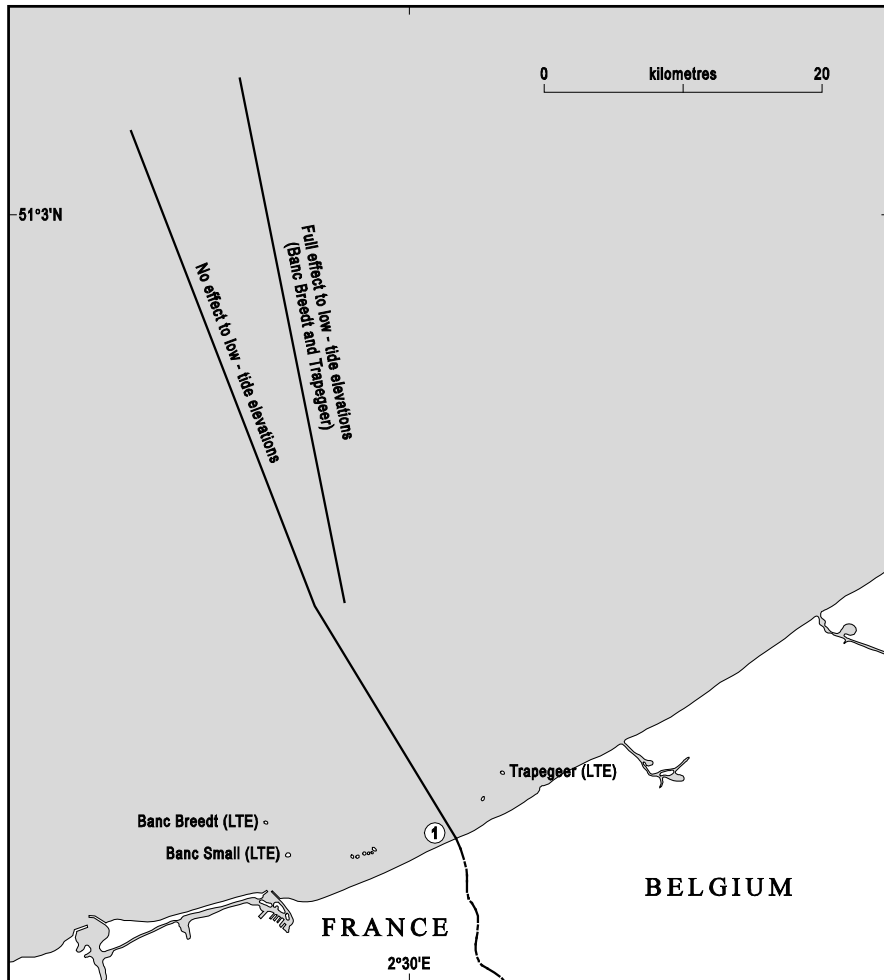 0 kilometres 20
51°3'N
No effect to low - tide elevations
Full effect to low - tide elevations
(Banc Breedt and Trapegeer)
Trapegeer (LTE)
Banc Breedt (LTE)
1
Banc Small (LTE)
BELGIUM
FRANCE
2°30'E